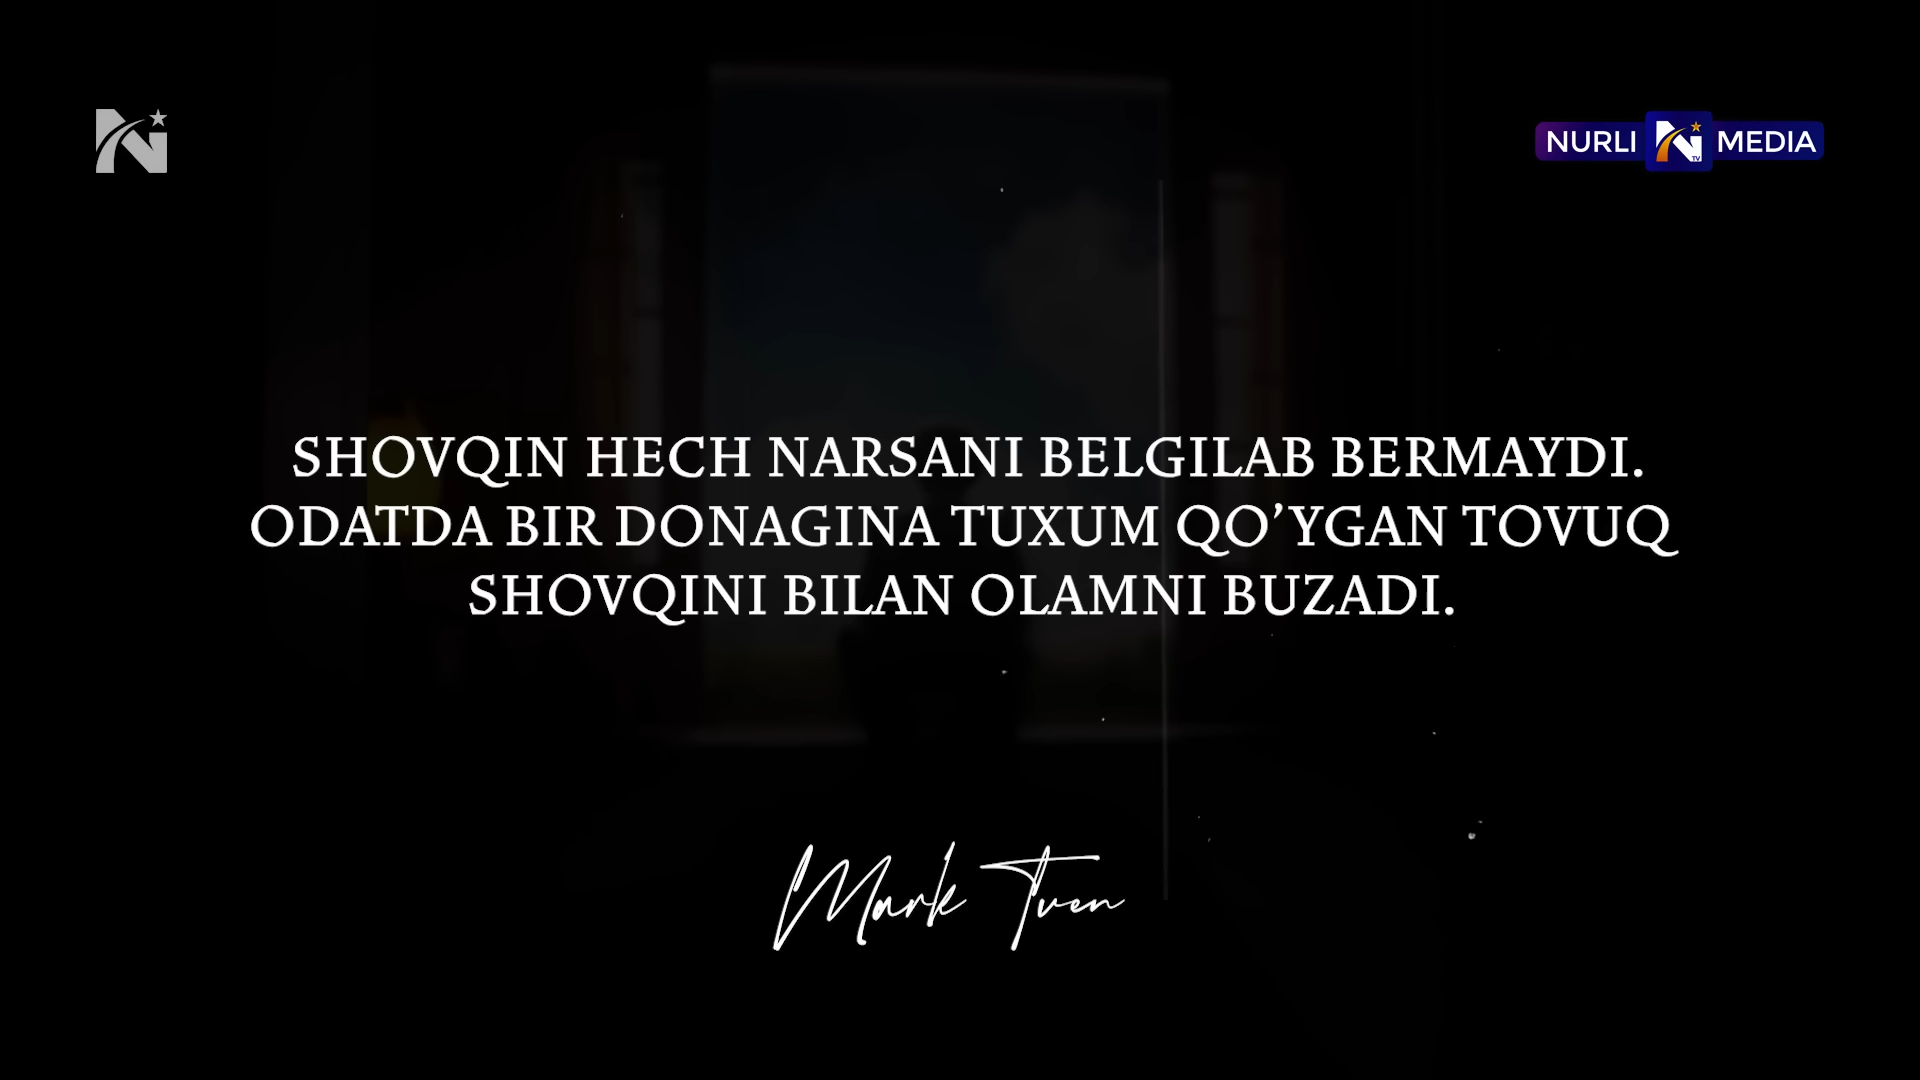 NURLI N TV MEDIA
SHOVQIN HECH NARSANI BELGILAB BERMAYDI.
ODATDA BIR DONAGINA TUXUM QO’YGAN TOVUQ
SHOVQINI BILAN OLAMNI BUZADI.
Mark Tven